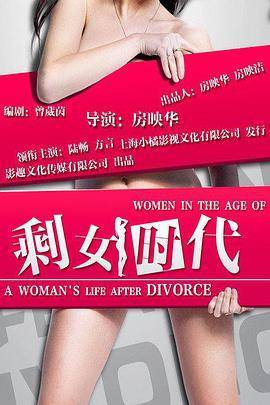 出品人：房映华 房映洁
编剧：曾葳茵
导演：房映华
领衔主演：陆畅 方言 上海小橘影视文化有限公司 发行
影趣文化传媒有限公司 出品
WOMEN IN THE AGE OF
剩女时代
A WOMAN'S LIFE AFTER DIVORCE